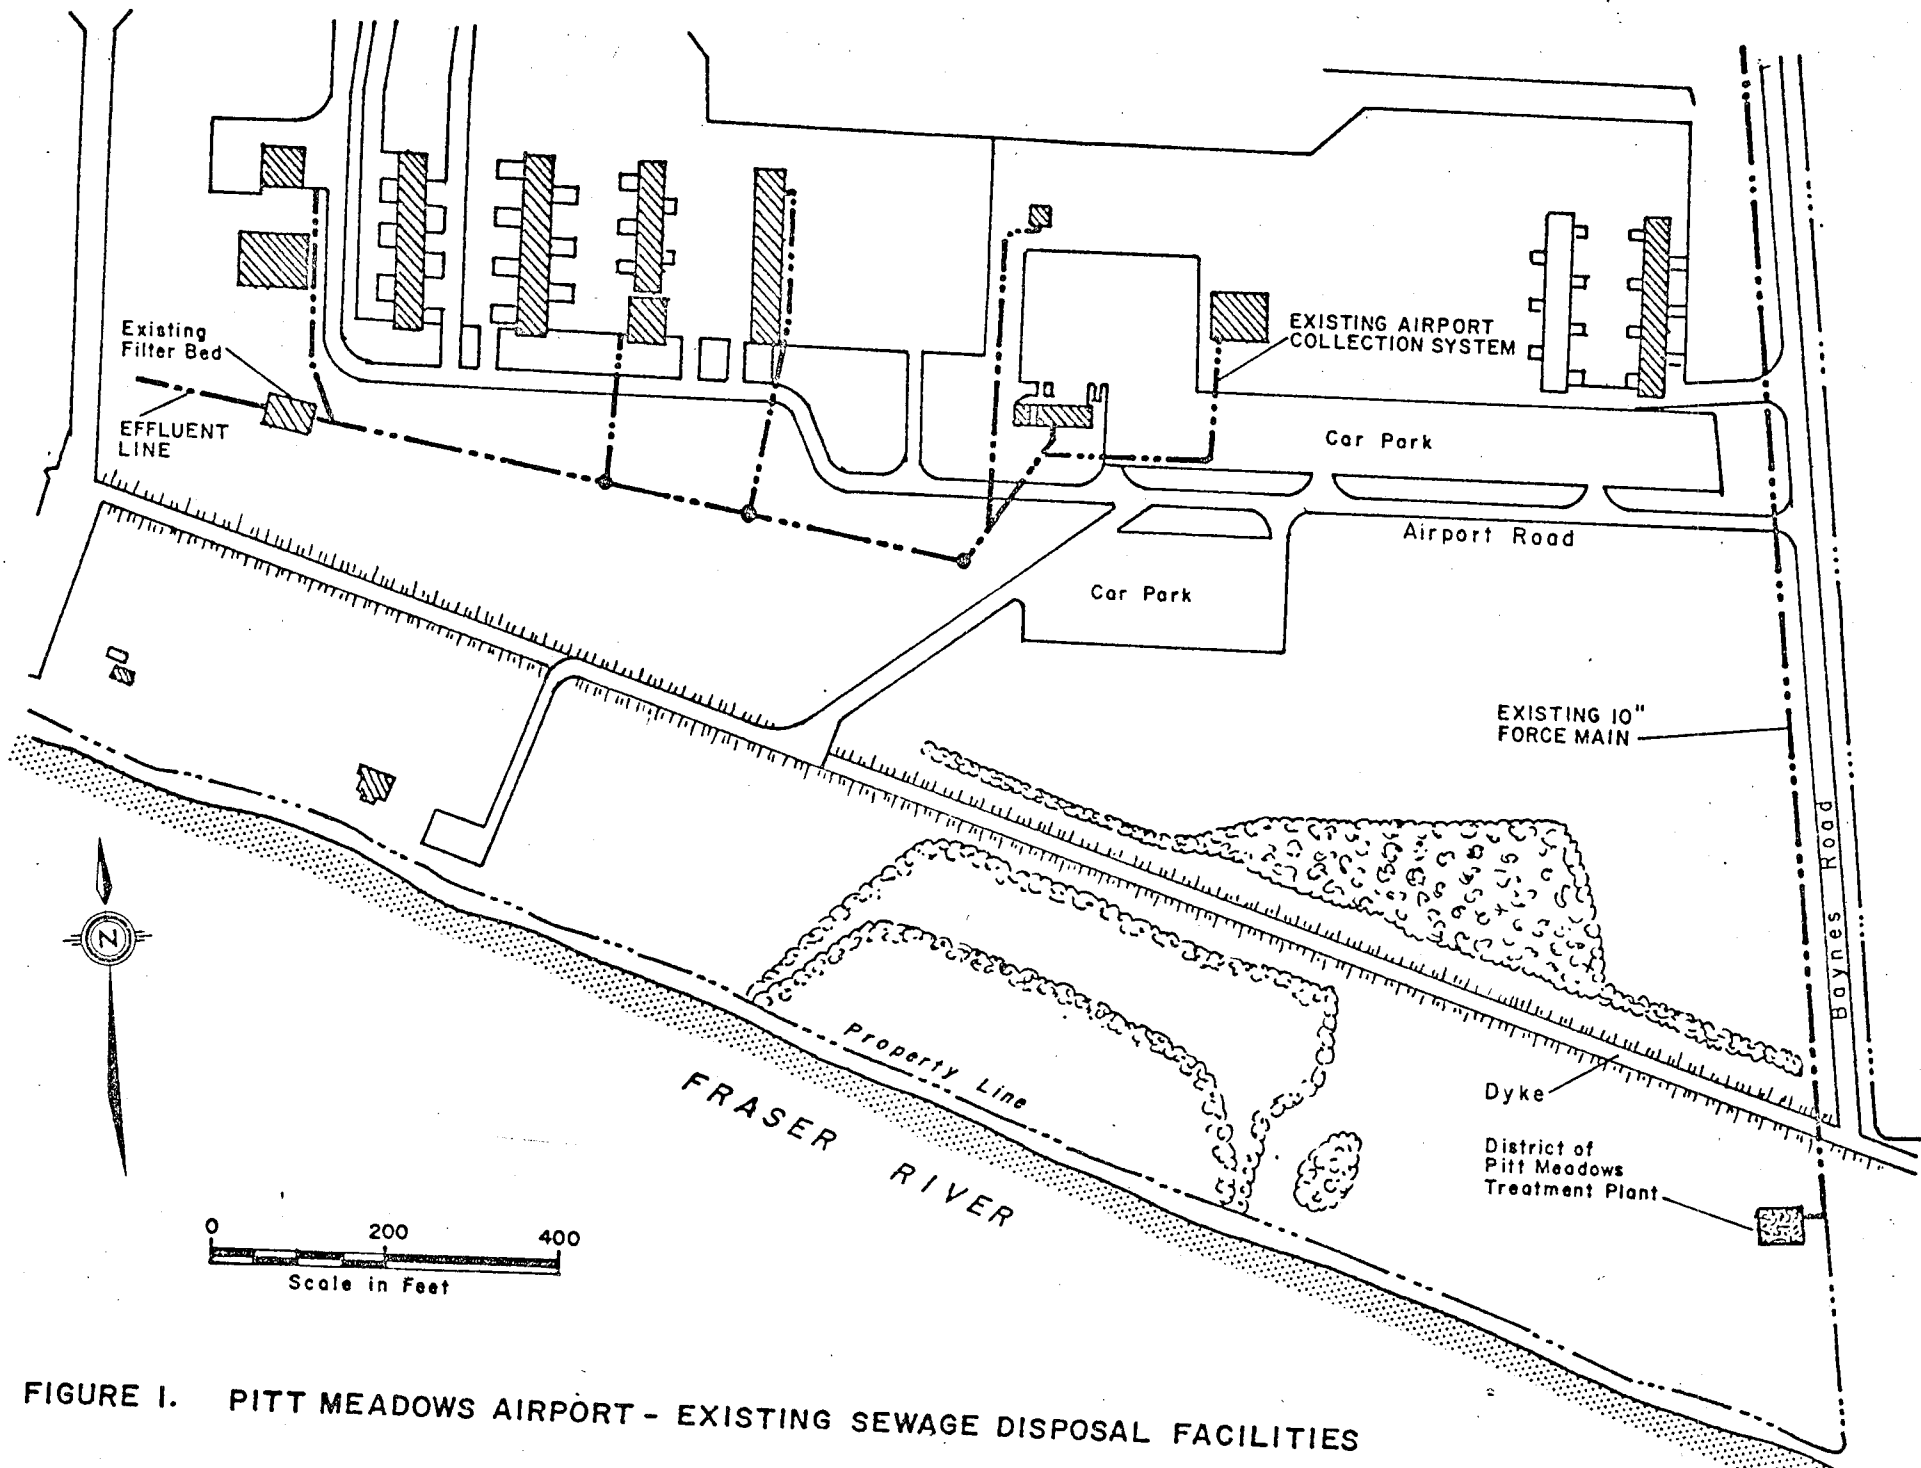 Existing
Filter Bed
EFFLUENT
LINE
EXISTING AIRPORT
COLLECTION SYSTEM
Car Park
Airport Road
Car Park
EXISTING 10"
FORCE MAIN
Baynes Road
Property Line
Dyke
FRASER RIVER
District of
Pitt Meadows
Treatment Plant
N
0 200 400
Scale in Feet
FIGURE 1. PITT MEADOWS AIRPORT - EXISTING SEWAGE DISPOSAL FACILITIES